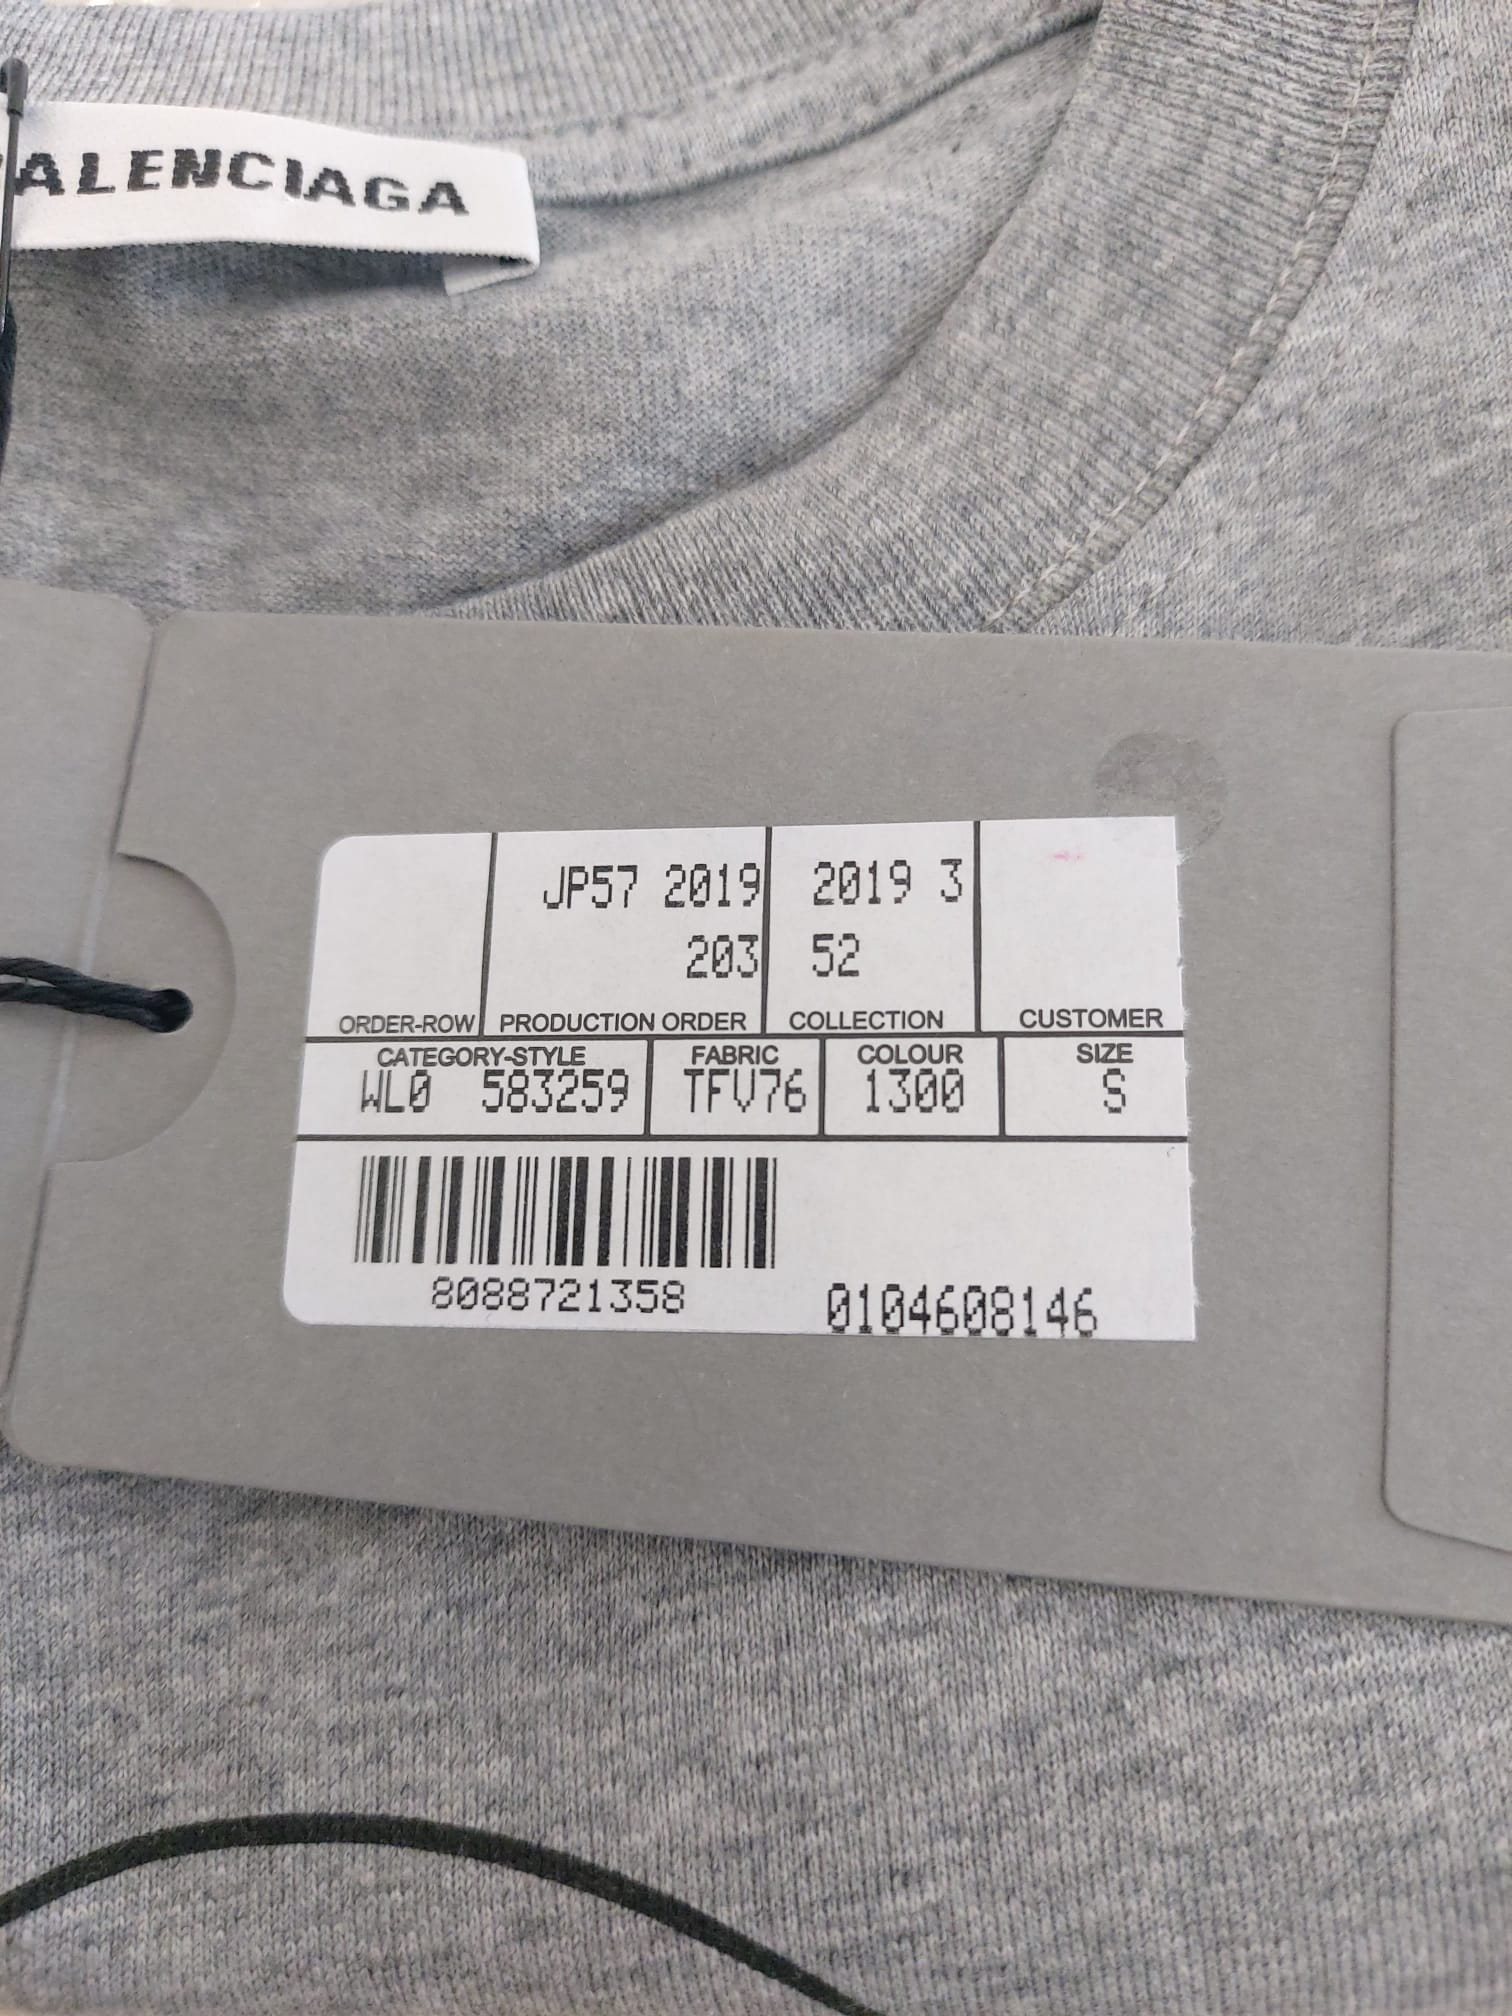 ALENCIAGA
JP57 2019 2019 3
203 52
ORDER-ROW PRODUCTION ORDER COLLECTION CUSTOMER
CATEGORY-STYLE FABRIC COLOUR SIZE
WL0 583259 TFV76 1300 S
8088721358 0104608146